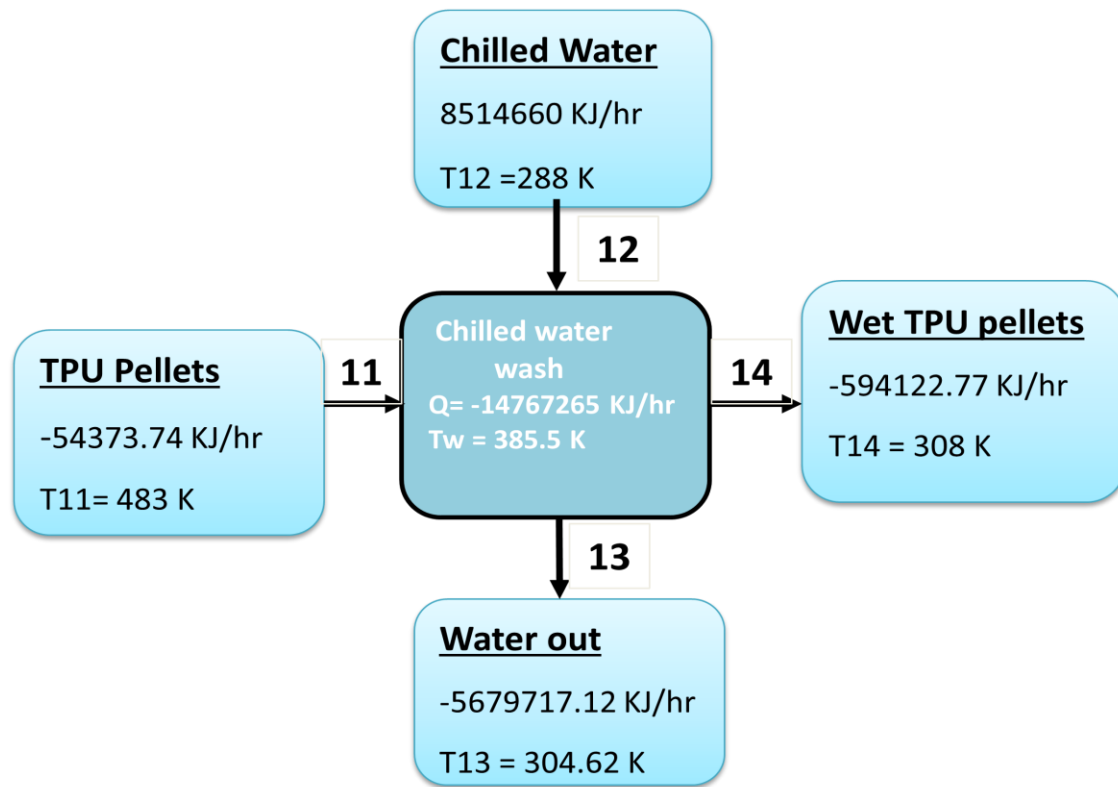 Chilled Water
8514660 KJ/hr
T12 =288 K
12
TPU Pellets
-54373.74 KJ/hr
T11= 483 K
11
Chilled water
wash
Q= -14767265 KJ/hr
Tw = 385.5 K
14
Wet TPU pellets
-594122.77 KJ/hr
T14 = 308 K
13
Water out
-5679717.12 KJ/hr
T13 = 304.62 K